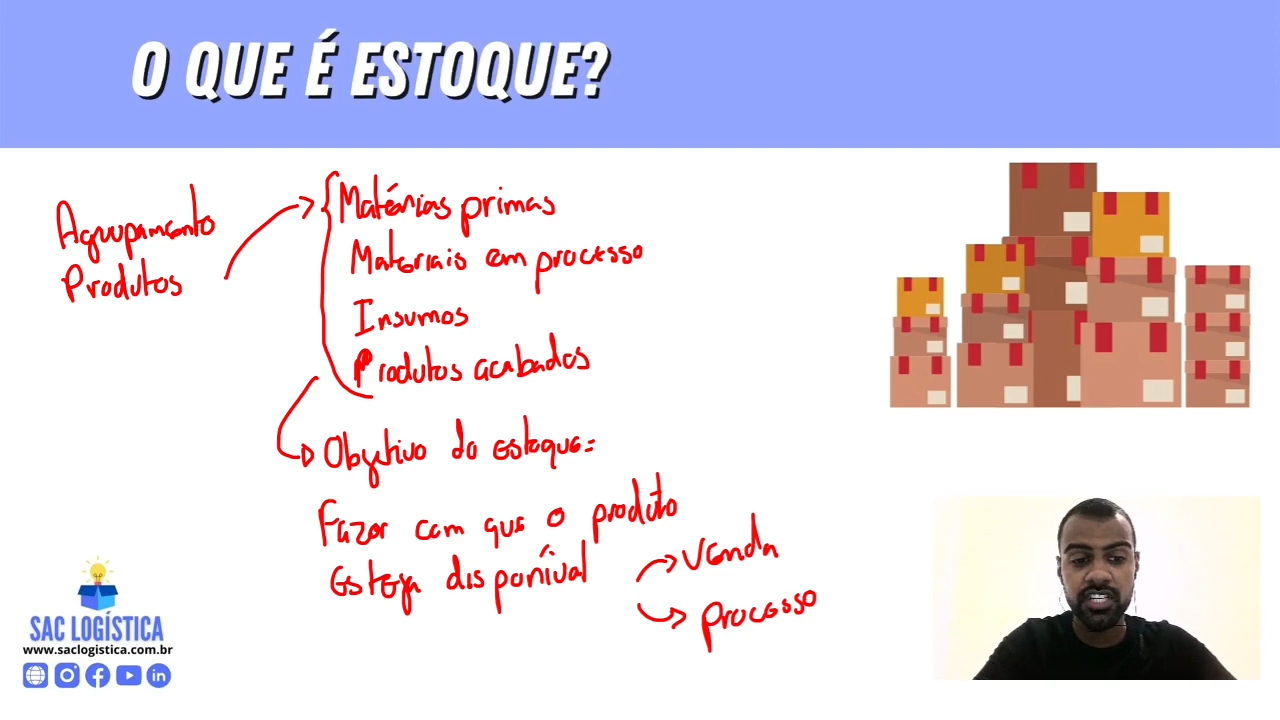 O QUE É ESTOQUE?
Agrupamento
Produtos
Matérias primas
Materiais em processo
Insumos
Produtos acabados
Objetivo do estoque:
Fazer com que o produto
Esteja disponível
Venda
processo
SAC LOGÍSTICA
www.saclogistica.com.br